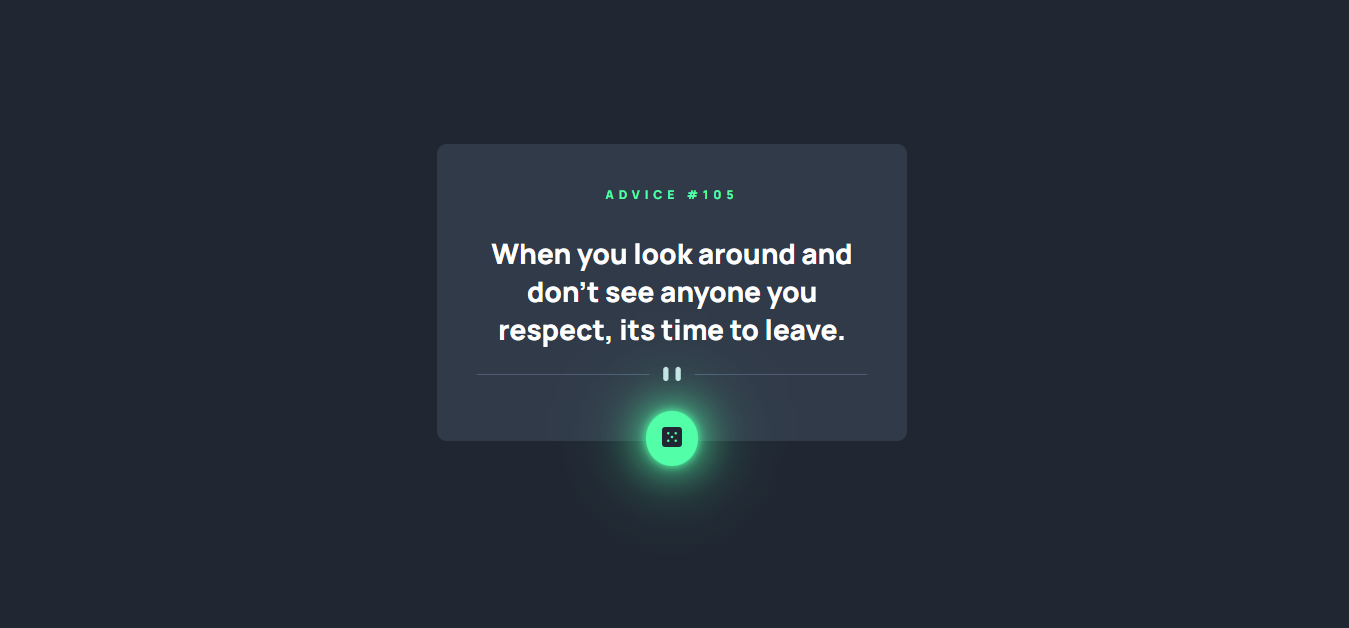 ADVICE #105
When you look around and
don't see anyone you
respect, its time to leave.